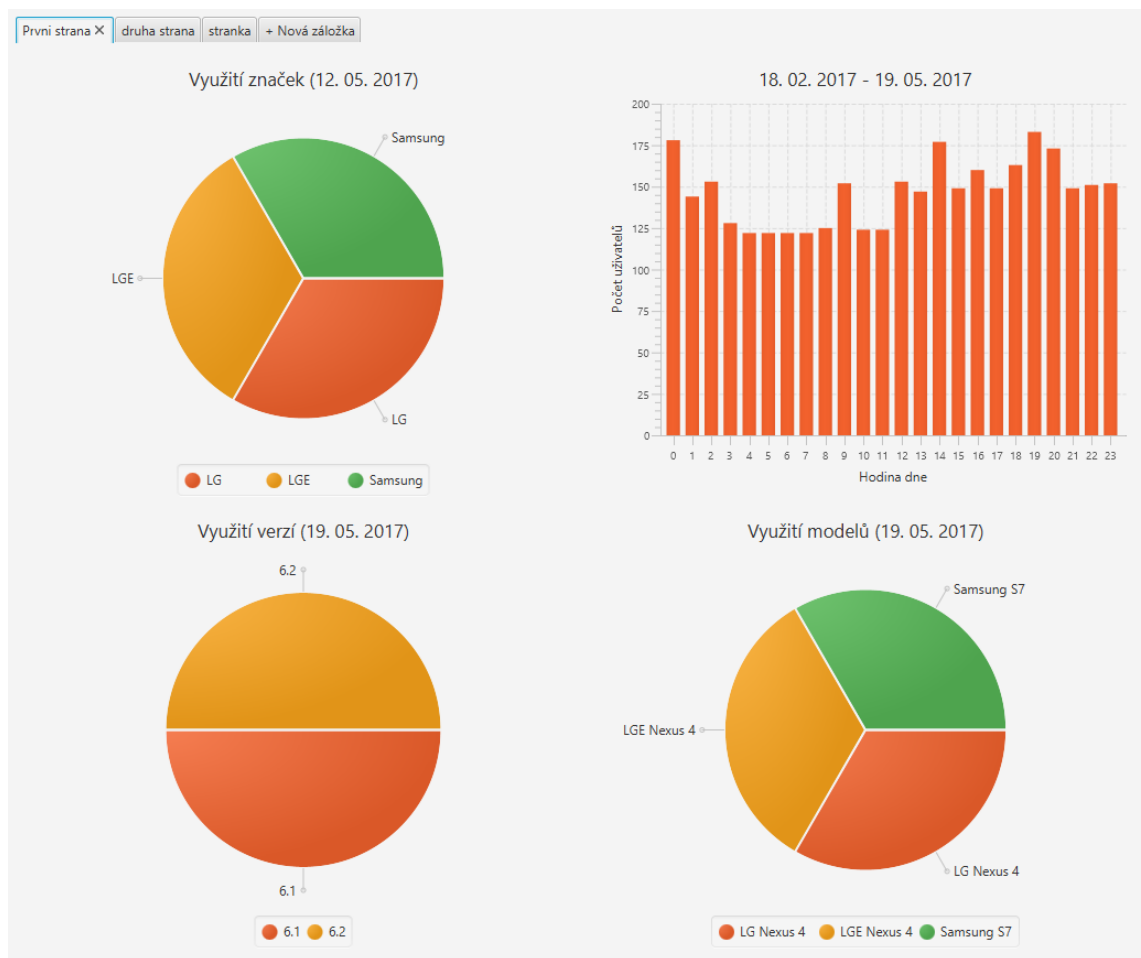 Prvni strana ✕ druha strana stranka + Nová záložka
Využití značek (12. 05. 2017)
Samsung
LGE
LG
LG LGE Samsung
18. 02. 2017 - 19. 05. 2017
Počet uživatelů
200
175
150
125
100
75
50
25
0
0 1 2 3 4 5 6 7 8 9 10 11 12 13 14 15 16 17 18 19 20 21 22 23
Hodina dne
Využití verzí (19. 05. 2017)
6.2
6.1
6.1 6.2
Využití modelů (19. 05. 2017)
Samsung S7
LGE Nexus 4
LG Nexus 4
LG Nexus 4 LGE Nexus 4 Samsung S7